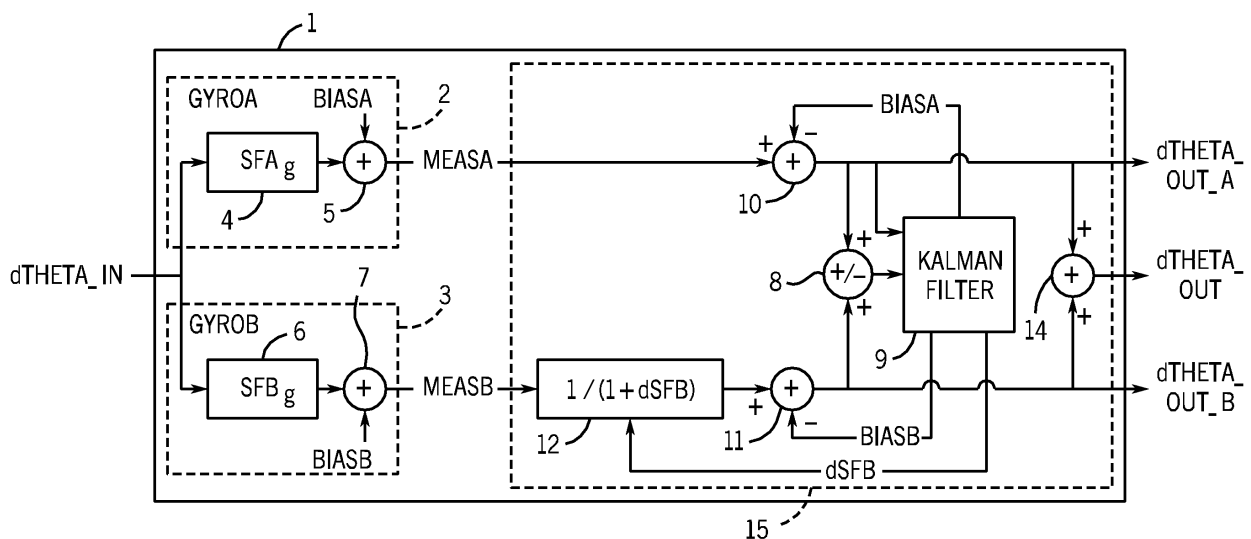 1
GYROA
BIASA
2
SFA g
+
MEASA
4
5
dTHETA_IN
GYROB
6
7
3
SFB g
+
MEASB
BIASB
BIASA
+
−
+
10
dTHETA_
OUT_A
+
8
+/−
+
KALMAN
FILTER
9
+
+
14
+
dTHETA_
OUT
1 / (1 + dSFB)
12
+
+
−
11
BIASB
dSFB
dTHETA_
OUT_B
15